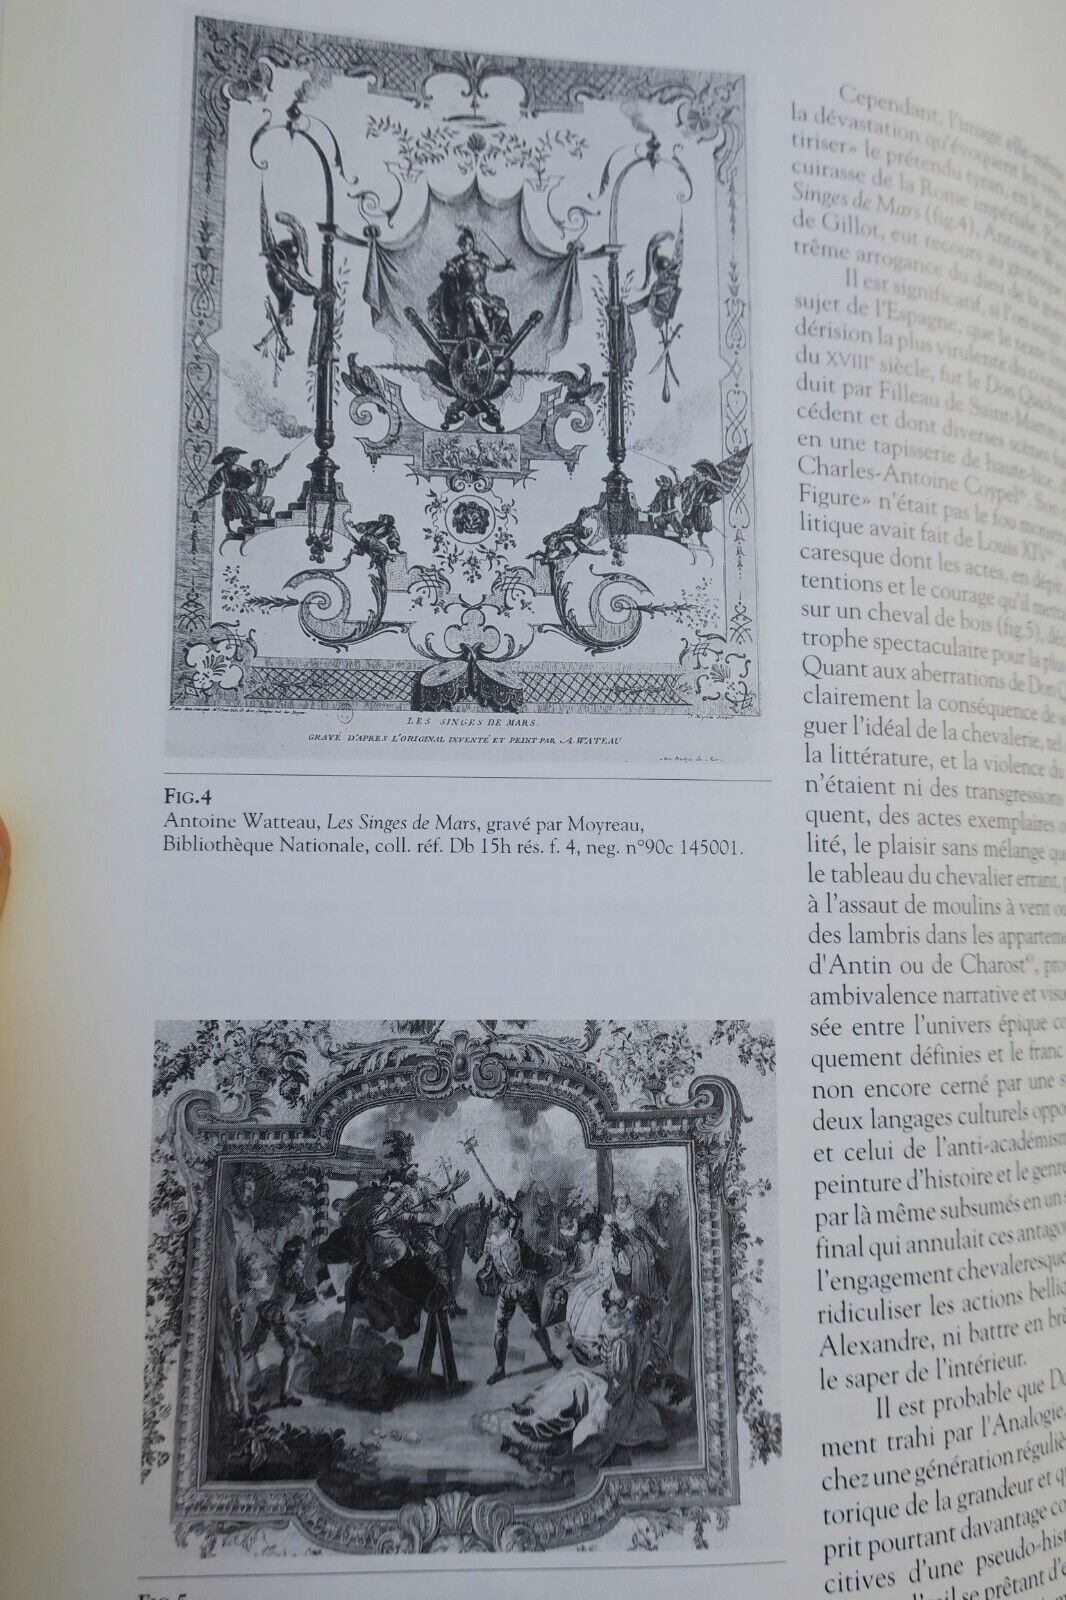 LES SINGES DE MARS.
GRAVÉ D'APRES L'ORIGINAL INVENTÉ ET PEINT PAR A. WATEAU
FIG.4
Antoine Watteau, Les Singes de Mars, gravé par Moyreau,
Bibliothèque Nationale, coll. réf. Db 15h rés. f. 4, neg. n°90c 145001.
FIG.5
Cependant, l'image elle-même
la dévastation qu'évoquent les
tiriser» le prétendu tyran, en le
cuirasse de la Rome impériale.
Singes de Mars (fig.4), Antoine
de Gillot, eut recours au grotesque
trême arrogance du dieu de la
Il est significatif, si l'on songe
sujet de l'Espagne, que le texte
dérision la plus virulente du
du XVIIIe siècle, fut le Don
duit par Filleau de Saint-Martin
cédent et dont diverses scènes
en une tapisserie de haute-lice,
Charles-Antoine Coypel. Son
Figure» n'était pas le fou
litique avait fait de Louis XIV
caresque dont les actes, en dépit
tentions et le courage qu'il
sur un cheval de bois (fig.5),
trophe spectaculaire pour la plus
Quant aux aberrations de Don
clairement la conséquence de
guer l'idéal de la chevalerie, tel
la littérature, et la violence du
n'étaient ni des transgressions
quent, des actes exemplaires
lité, le plaisir sans mélange
le tableau du chevalier errant,
à l'assaut de moulins à vent ou
des lambris dans les
d'Antin ou de Charost,
ambivalence narrative et
sée entre l'univers épique
quement définies et le franc
non encore cerné par une
deux langages culturels
et celui de l'anti-académism
peinture d'histoire et le genre
par là même subsumés en un
final qui annulait ces
l'engagement chevaleresque
ridiculiser les actions
Alexandre, ni battre en
le saper de l'intérieur.
Il est probable que
ment trahi par l'Analogie,
chez une génération
torique de la grandeur et
prit pourtant davantage
citives d'une
se prêtant